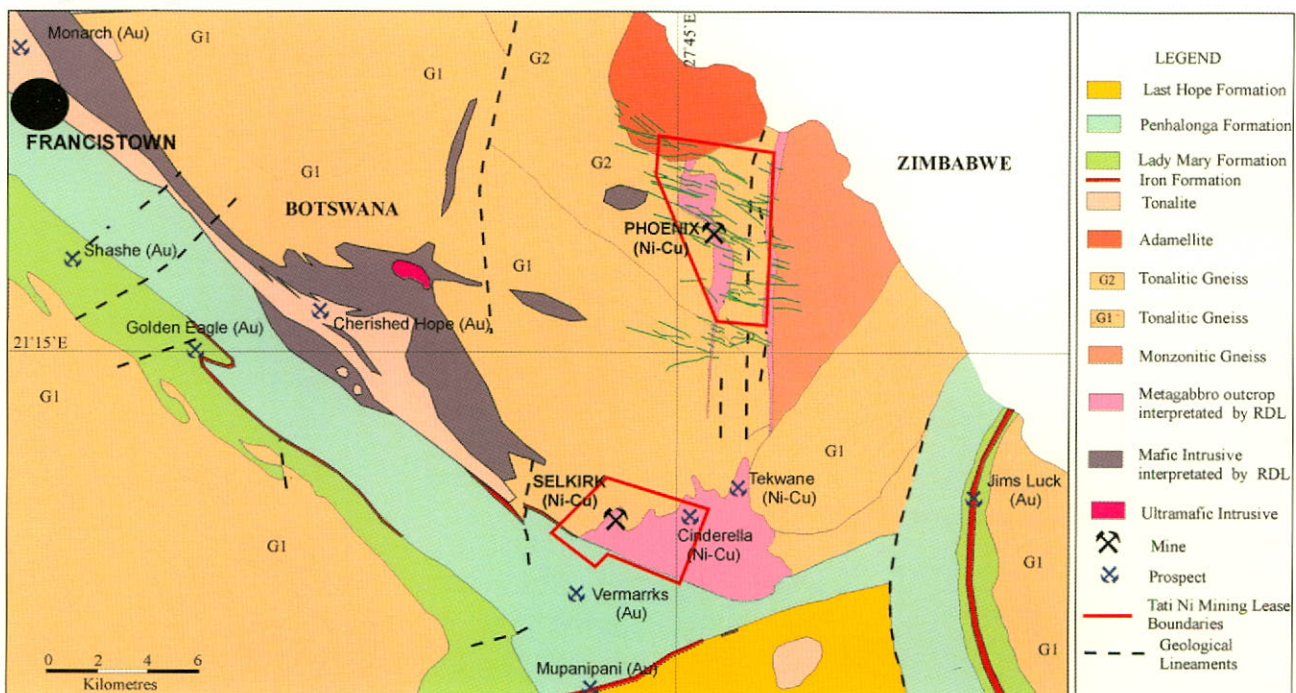 Monarch (Au)
G1
G1
G2
27°45'E
FRANCISTOWN
G1
G2
ZIMBABWE
BOTSWANA
PHOENIX
(Ni-Cu)
Shashe (Au)
G1
Golden Eagle (Au)
Cherished Hope (Au)
21°15'E
G1
G1
SELKIRK
(Ni-Cu)
Tekwane
(Ni-Cu)
Jims Luck
(Au)
Cinderella
(Ni-Cu)
G1
Vermarrks
(Au)
G1
Mupanipani (Au)
0 2 4 6
Kilometres
LEGEND
Last Hope Formation
Penhalonga Formation
Lady Mary Formation
Iron Formation
Tonalite
Adamellite
G2 Tonalitic Gneiss
G1 Tonalitic Gneiss
Monzonitic Gneiss
Metagabbro outcrop
interpretated by RDL
Mafic Intrusive
interpretated by RDL
Ultramafic Intrusive
Mine
Prospect
Tati Ni Mining Lease
Boundaries
Geological
Lineaments